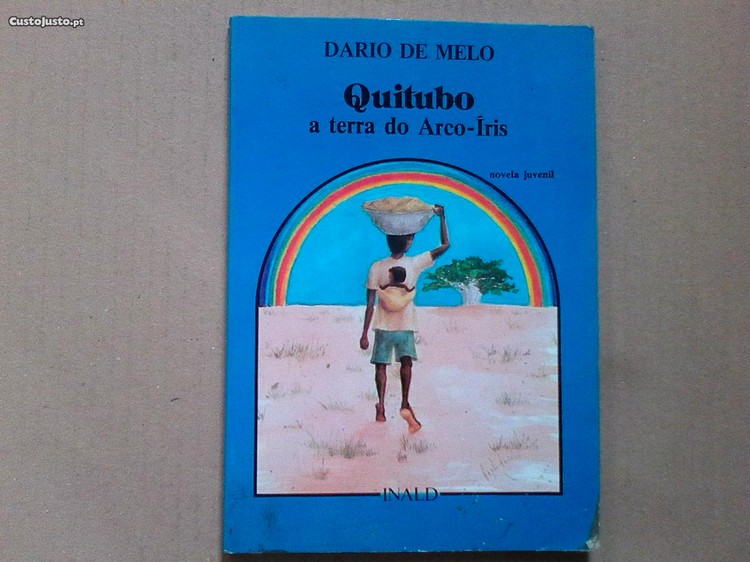 CustoJusto.pt
DARIO DE MELO
Quitubo
a terra do Arco-Íris
novela juvenil
INALD